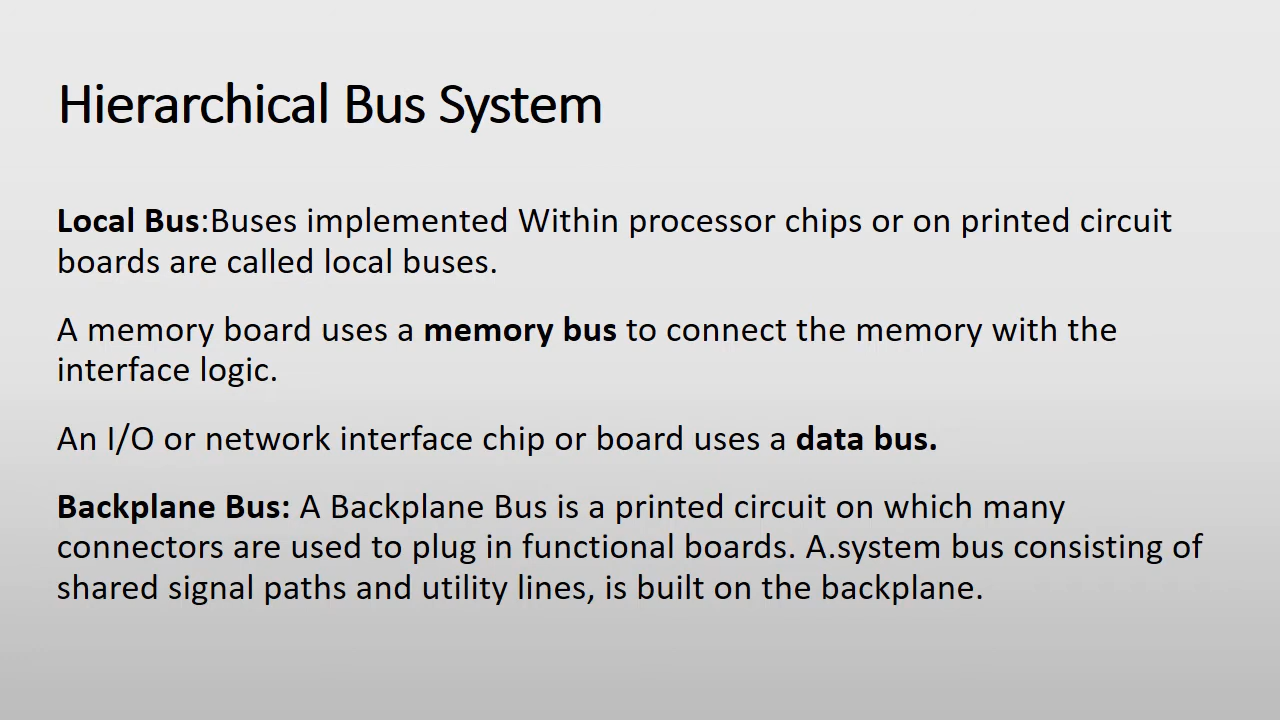 Hierarchical Bus System
Local Bus:Buses implemented Within processor chips or on printed circuit
boards are called local buses.
A memory board uses a memory bus to connect the memory with the
interface logic.
An I/O or network interface chip or board uses a data bus.
Backplane Bus: A Backplane Bus is a printed circuit on which many
connectors are used to plug in functional boards. A.system bus consisting of
shared signal paths and utility lines, is built on the backplane.